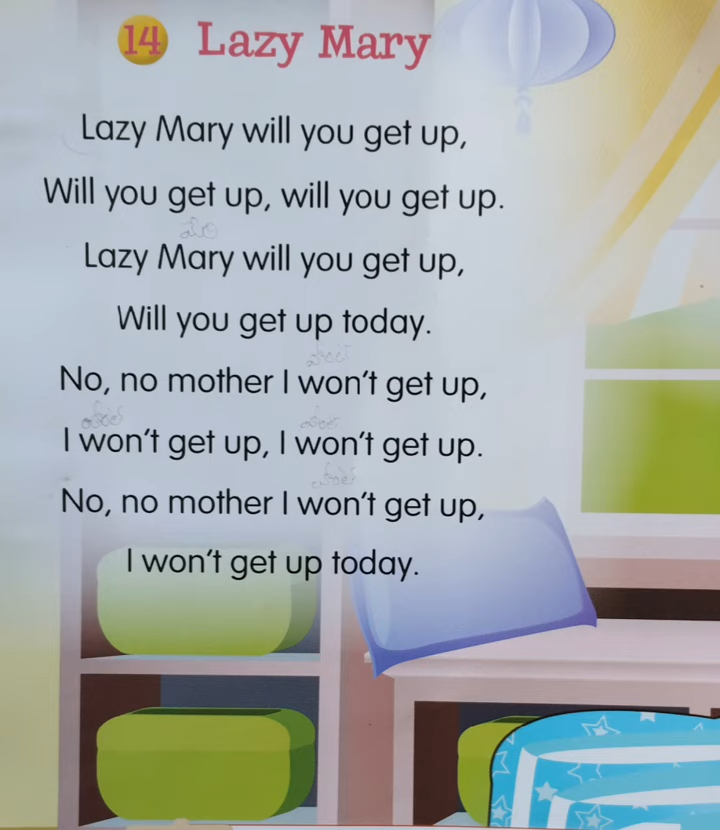 14 Lazy Mary
Lazy Mary will you get up,
Will you get up, will you get up.
Lazy Mary will you get up,
Will you get up today.
No, no mother I won't get up,
I won't get up, I won't get up.
No, no mother I won't get up,
I won't get up today.